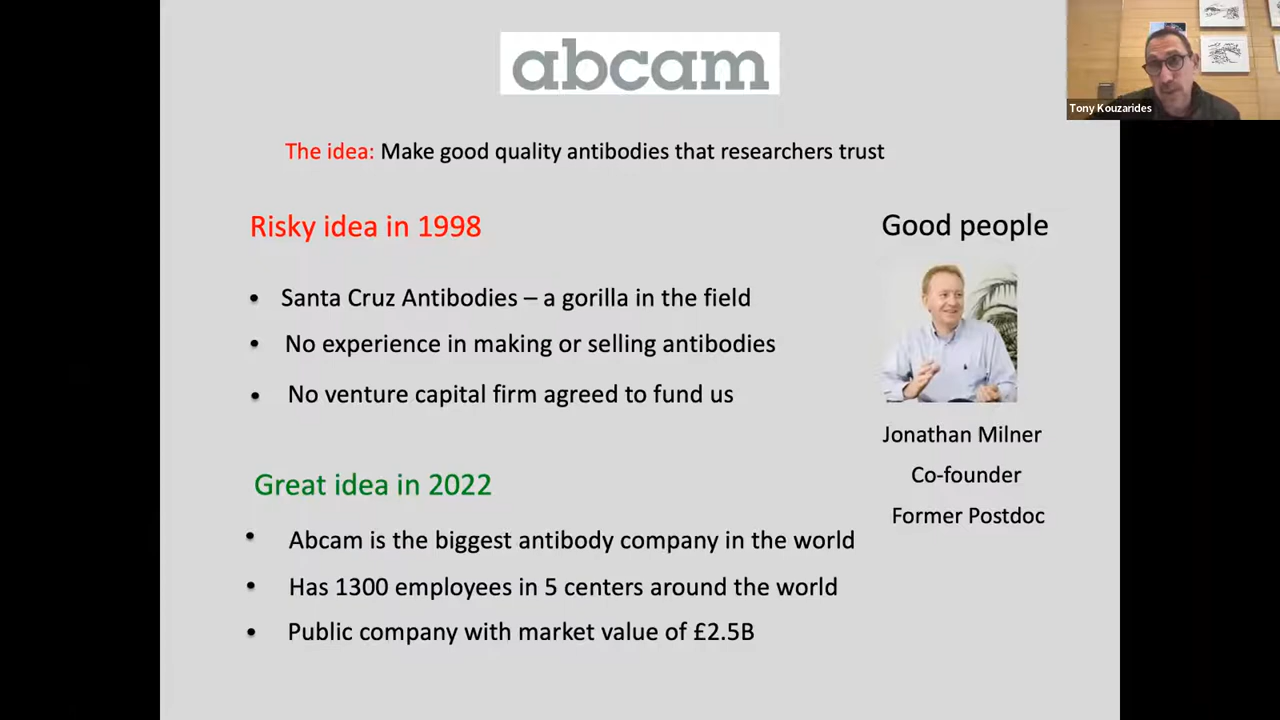 abcam
Tony Kouzarides
The idea: Make good quality antibodies that researchers trust
Risky idea in 1998
• Santa Cruz Antibodies – a gorilla in the field
• No experience in making or selling antibodies
• No venture capital firm agreed to fund us
Good people
Jonathan Milner
Co-founder
Former Postdoc
Great idea in 2022
• Abcam is the biggest antibody company in the world
• Has 1300 employees in 5 centers around the world
• Public company with market value of £2.5B